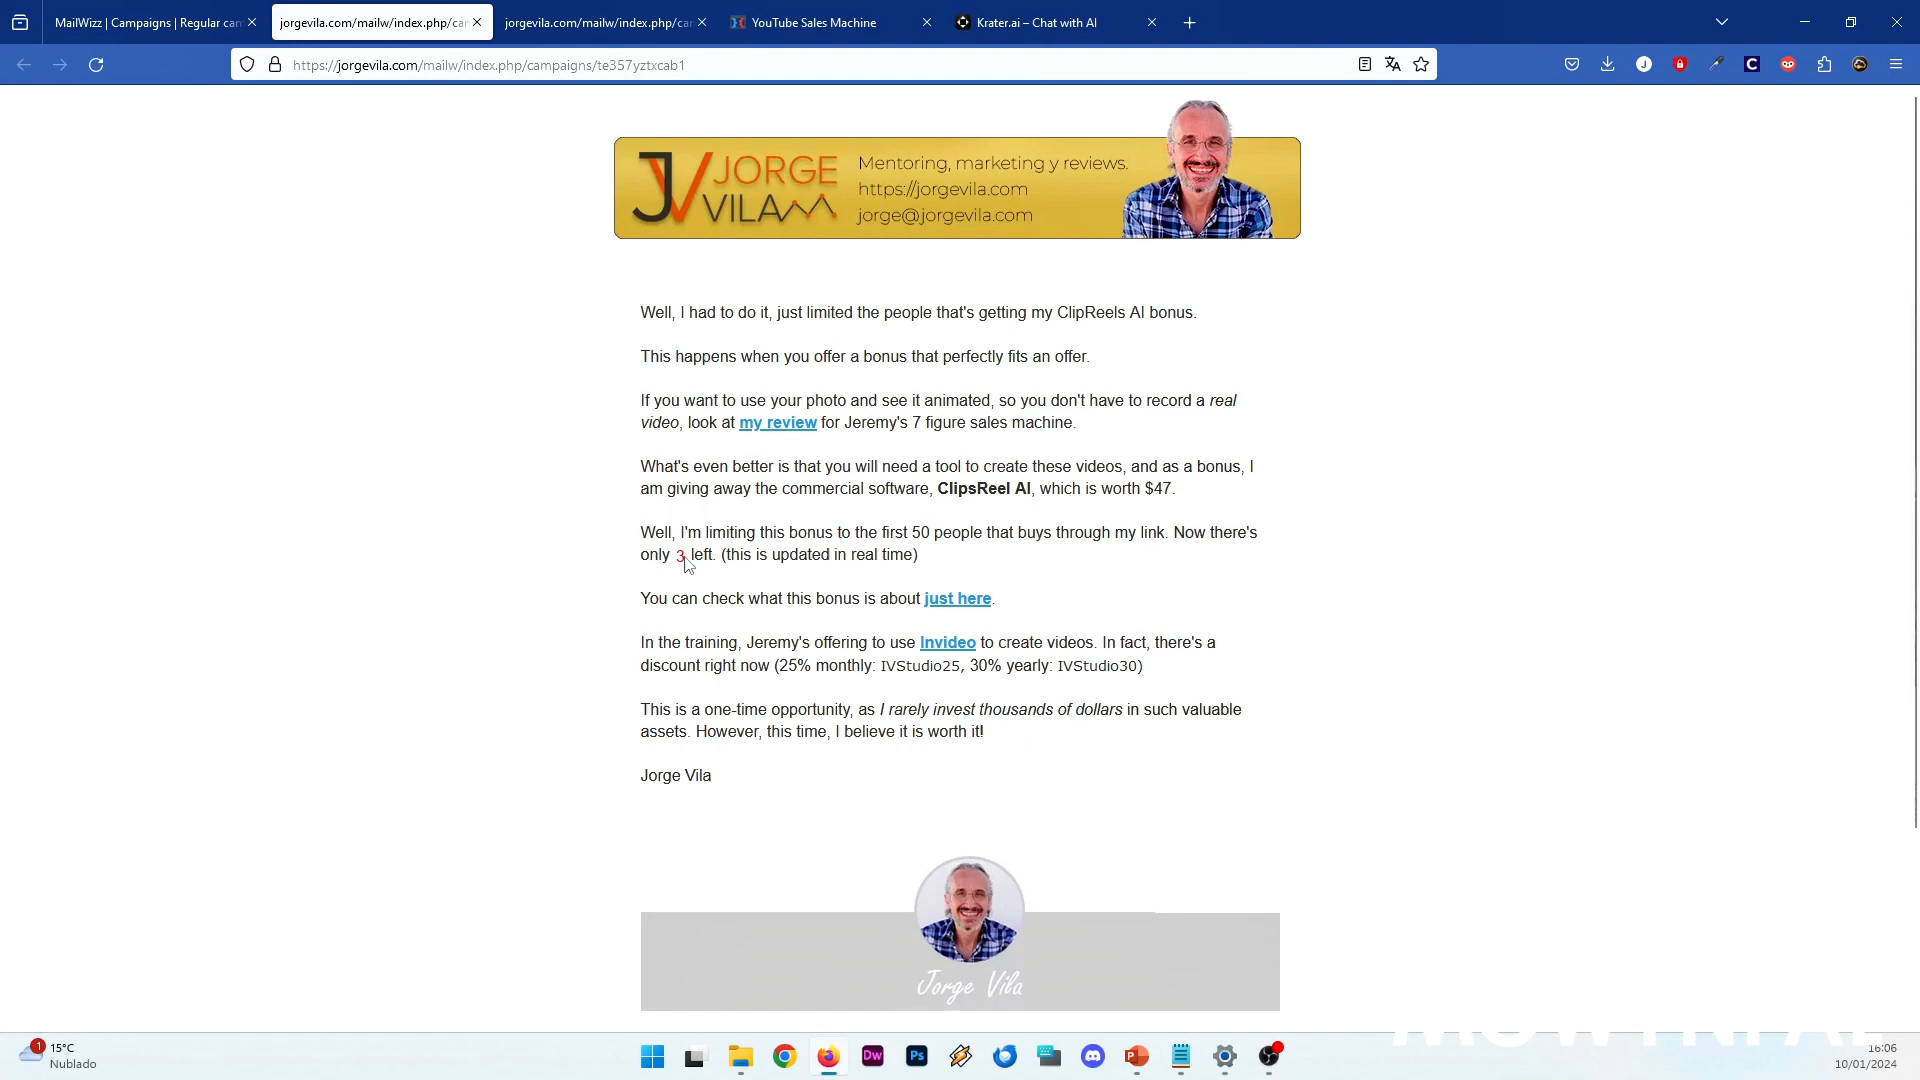 MailWizz | Campaigns | Regular cam
jorgevila.com/mailw/index.php/can
jorgevila.com/mailw/index.php/ca
YouTube Sales Machine
Krater.ai – Chat with AI
https://jorgevila.com/mailw/index.php/campaigns/te357yztxcab1
JV JORGE VILA
Mentoring, marketing y reviews.
https://jorgevila.com
jorge@jorgevila.com
Well, I had to do it, just limited the people that's getting my ClipReels AI bonus.
This happens when you offer a bonus that perfectly fits an offer.
If you want to use your photo and see it animated, so you don't have to record a real
video, look at my review for Jeremy's 7 figure sales machine.
What's even better is that you will need a tool to create these videos, and as a bonus, I
am giving away the commercial software, ClipsReel AI, which is worth $47.
Well, I'm limiting this bonus to the first 50 people that buys through my link. Now there's
only 3 left. (this is updated in real time)
You can check what this bonus is about just here.
In the training, Jeremy's offering to use Invideo to create videos. In fact, there's a
discount right now (25% monthly: IVStudio25, 30% yearly: IVStudio30)
This is a one-time opportunity, as I rarely invest thousands of dollars in such valuable
assets. However, this time, I believe it is worth it!
Jorge Vila
Jorge Vila
1
15°C
Nublado
Dw
Ps
16:06
10/01/2024